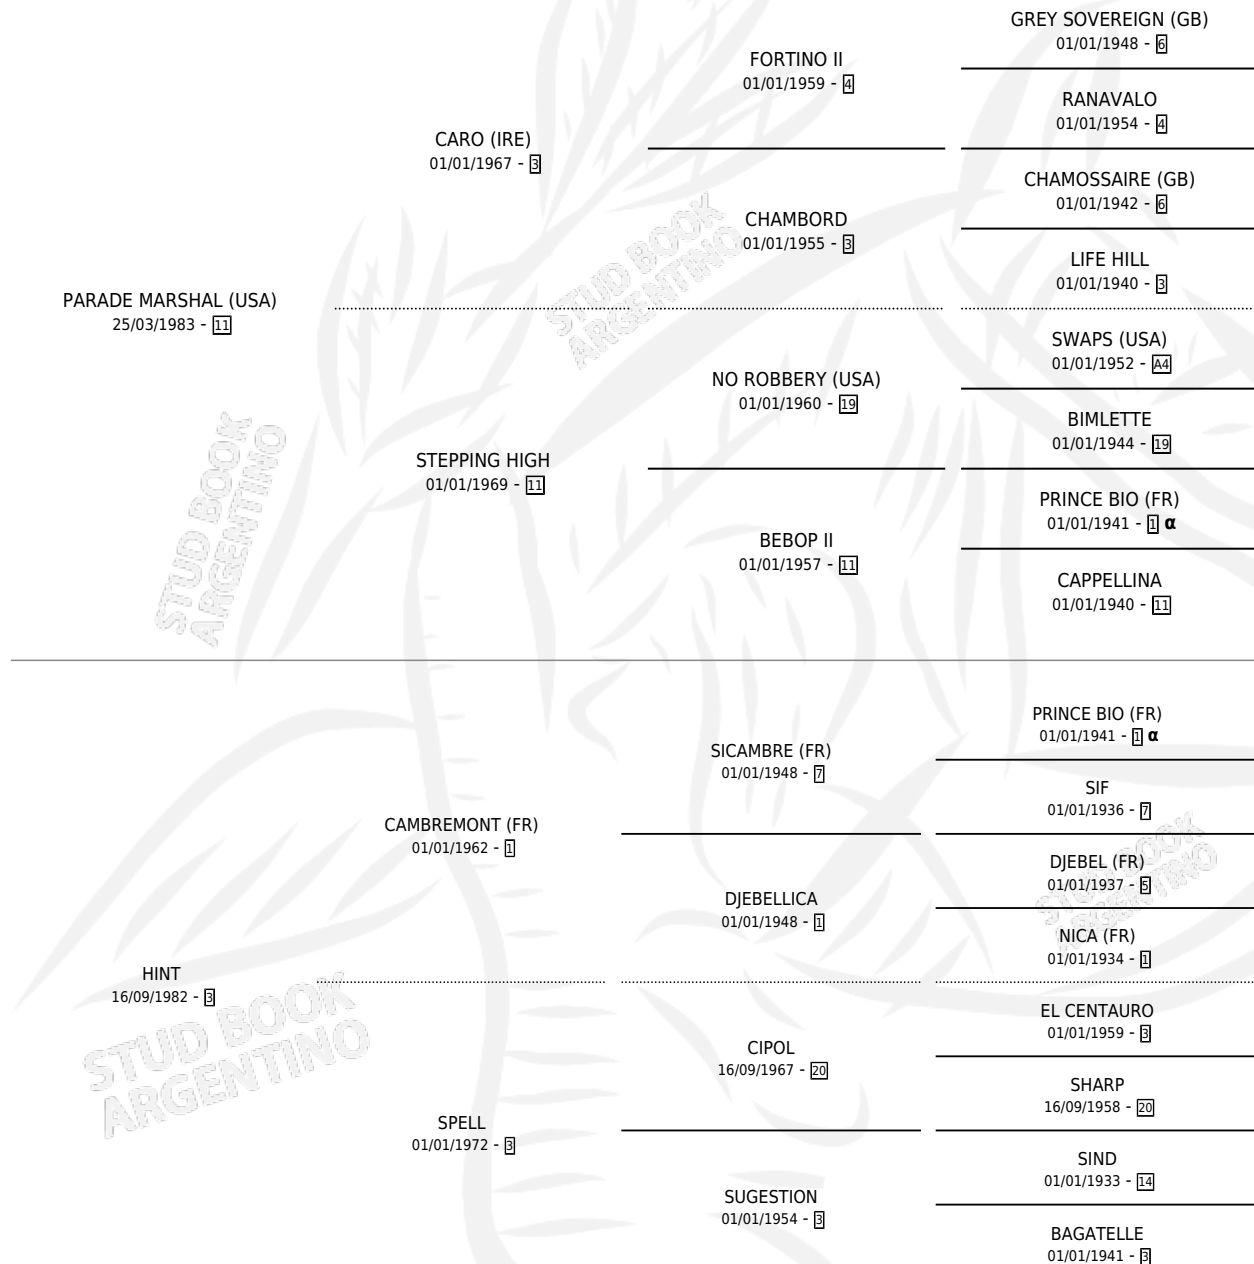 GREY SOVEREIGN (GB)
01/01/1948 - 6
FORTINO II
01/01/1959 - 4
RANAVALO
01/01/1954 - 4
CARO (IRE)
01/01/1967 - 3
CHAMOSSAIRE (GB)
01/01/1942 - 6
CHAMBORD
01/01/1955 - 3
LIFE HILL
01/01/1940 - 3
PARADE MARSHAL (USA)
25/03/1983 - 11
SWAPS (USA)
01/01/1952 - A4
NO ROBBERY (USA)
01/01/1960 - 19
BIMLETTE
01/01/1944 - 19
STEPPING HIGH
01/01/1969 - 11
PRINCE BIO (FR)
01/01/1941 - 1 α
BEBOP II
01/01/1957 - 11
CAPPELLINA
01/01/1940 - 11
PRINCE BIO (FR)
01/01/1941 - 1 α
SICAMBRE (FR)
01/01/1948 - 7
SIF
01/01/1936 - 7
CAMBREMONT (FR)
01/01/1962 - 1
DJEBEL (FR)
01/01/1937 - 5
DJEBELLICA
01/01/1948 - 1
NICA (FR)
01/01/1934 - 1
HINT
16/09/1982 - 3
EL CENTAURO
01/01/1959 - 3
CIPOL
16/09/1967 - 20
SHARP
16/09/1958 - 20
SPELL
01/01/1972 - 3
SIND
01/01/1933 - 14
SUGESTION
01/01/1954 - 3
BAGATELLE
01/01/1941 - 3
STUD BOOK
ARGENTINO
STUD BOOK
ARGENTINO
STUD BOOK
ARGENTINO
STUD BOOK
ARGENTINO